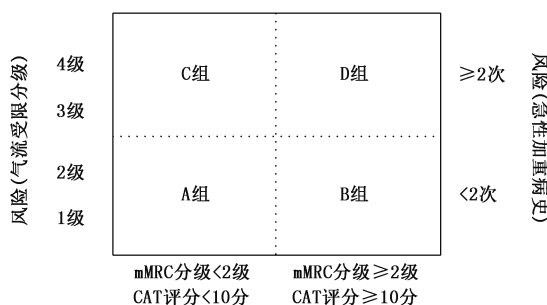 风险(气流受限分级)
4级
3级
2级
1级
C组
D组
A组
B组
≥2次
<2次
风险(急性加重病史)
mMRC分级<2级
CAT评分<10分
mMRC分级≥2级
CAT评分≥10分